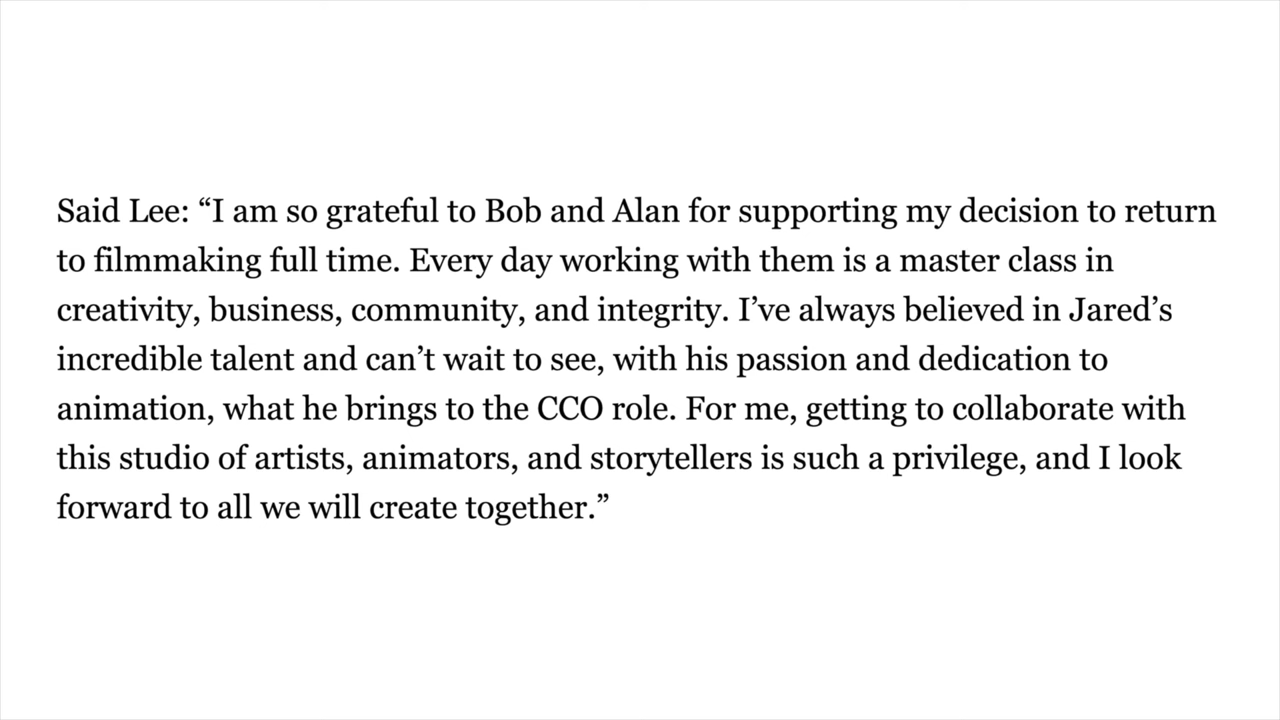 Said Lee: “I am so grateful to Bob and Alan for supporting my decision to return
to filmmaking full time. Every day working with them is a master class in
creativity, business, community, and integrity. I’ve always believed in Jared’s
incredible talent and can’t wait to see, with his passion and dedication to
animation, what he brings to the CCO role. For me, getting to collaborate with
this studio of artists, animators, and storytellers is such a privilege, and I look
forward to all we will create together.”